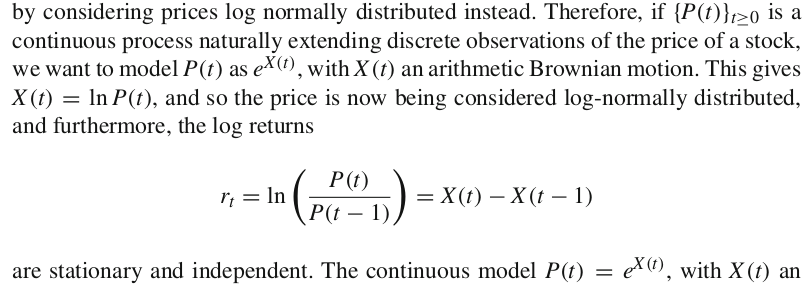 by considering prices log normally distributed instead. Therefore, if {P(t)}_{t≥0} is a
continuous process naturally extending discrete observations of the price of a stock,
we want to model P(t) as e^{X(t)}, with X(t) an arithmetic Brownian motion. This gives
X(t) = ln P(t), and so the price is now being considered log-normally distributed,
and furthermore, the log returns
r_t = ln ( P(t) / P(t − 1) ) = X(t) − X(t − 1)
are stationary and independent. The continuous model P(t) = e^{X(t)}, with X(t) an